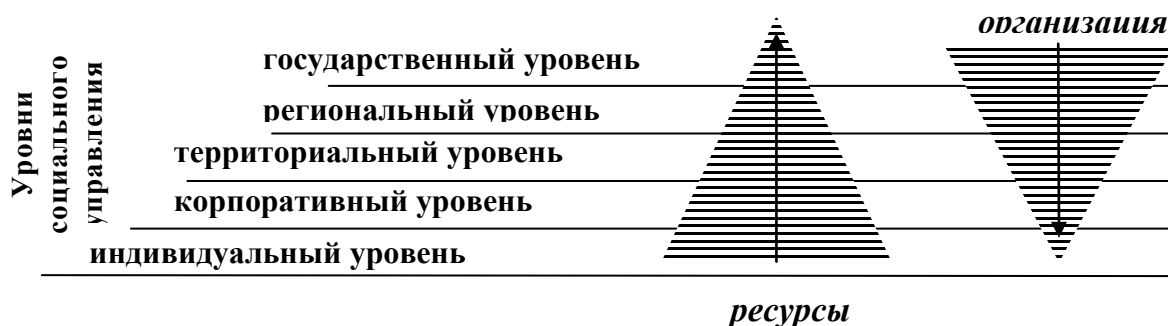 Уровни
социального
управления
организация
государственный уровень
региональный уровень
территориальный уровень
корпоративный уровень
индивидуальный уровень
ресурсы